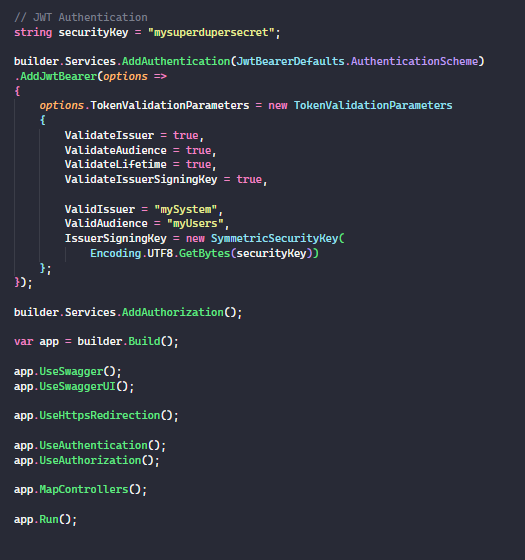 // JWT Authentication
string securityKey = "mysuperdupersecret";
builder.Services.AddAuthentication(JwtBearerDefaults.AuthenticationScheme)
.AddJwtBearer(options =>
{
options.TokenValidationParameters = new TokenValidationParameters
{
ValidateIssuer = true,
ValidateAudience = true,
ValidateLifetime = true,
ValidateIssuerSigningKey = true,
ValidIssuer = "mySystem",
ValidAudience = "myUsers",
IssuerSigningKey = new SymmetricSecurityKey(
Encoding.UTF8.GetBytes(securityKey))
};
});
builder.Services.AddAuthorization();
var app = builder.Build();
app.UseSwagger();
app.UseSwaggerUI();
app.UseHttpsRedirection();
app.UseAuthentication();
app.UseAuthorization();
app.MapControllers();
app.Run();